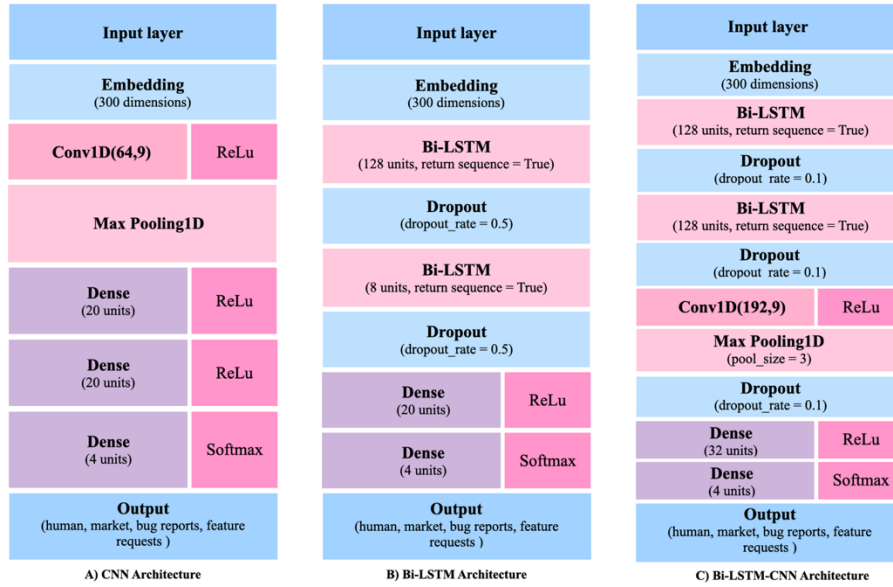 Input layer
Embedding
(300 dimensions)
Conv1D(64,9)
ReLu
Max Pooling1D
Dense
(20 units)
ReLu
Dense
(20 units)
ReLu
Dense
(4 units)
Softmax
Output
(human, market, bug reports, feature
requests )
A) CNN Architecture
Input layer
Embedding
(300 dimensions)
Bi-LSTM
(128 units, return sequence = True)
Dropout
(dropout_rate = 0.5)
Bi-LSTM
(8 units, return sequence = True)
Dropout
(dropout_rate = 0.5)
Dense
(20 units)
ReLu
Dense
(4 units)
Softmax
Output
(human, market, bug reports, feature
requests )
B) Bi-LSTM Architecture
Input layer
Embedding
(300 dimensions)
Bi-LSTM
(128 units, return sequence = True)
Dropout
(dropout_rate = 0.1)
Bi-LSTM
(128 units, return sequence = True)
Dropout
(dropout_rate = 0.1)
Conv1D(192,9)
ReLu
Max Pooling1D
(pool_size = 3)
Dropout
(dropout_rate = 0.1)
Dense
(32 units)
ReLu
Dense
(4 units)
Softmax
Output
(human, market, bug reports, feature
requests )
C) Bi-LSTM-CNN Architecture